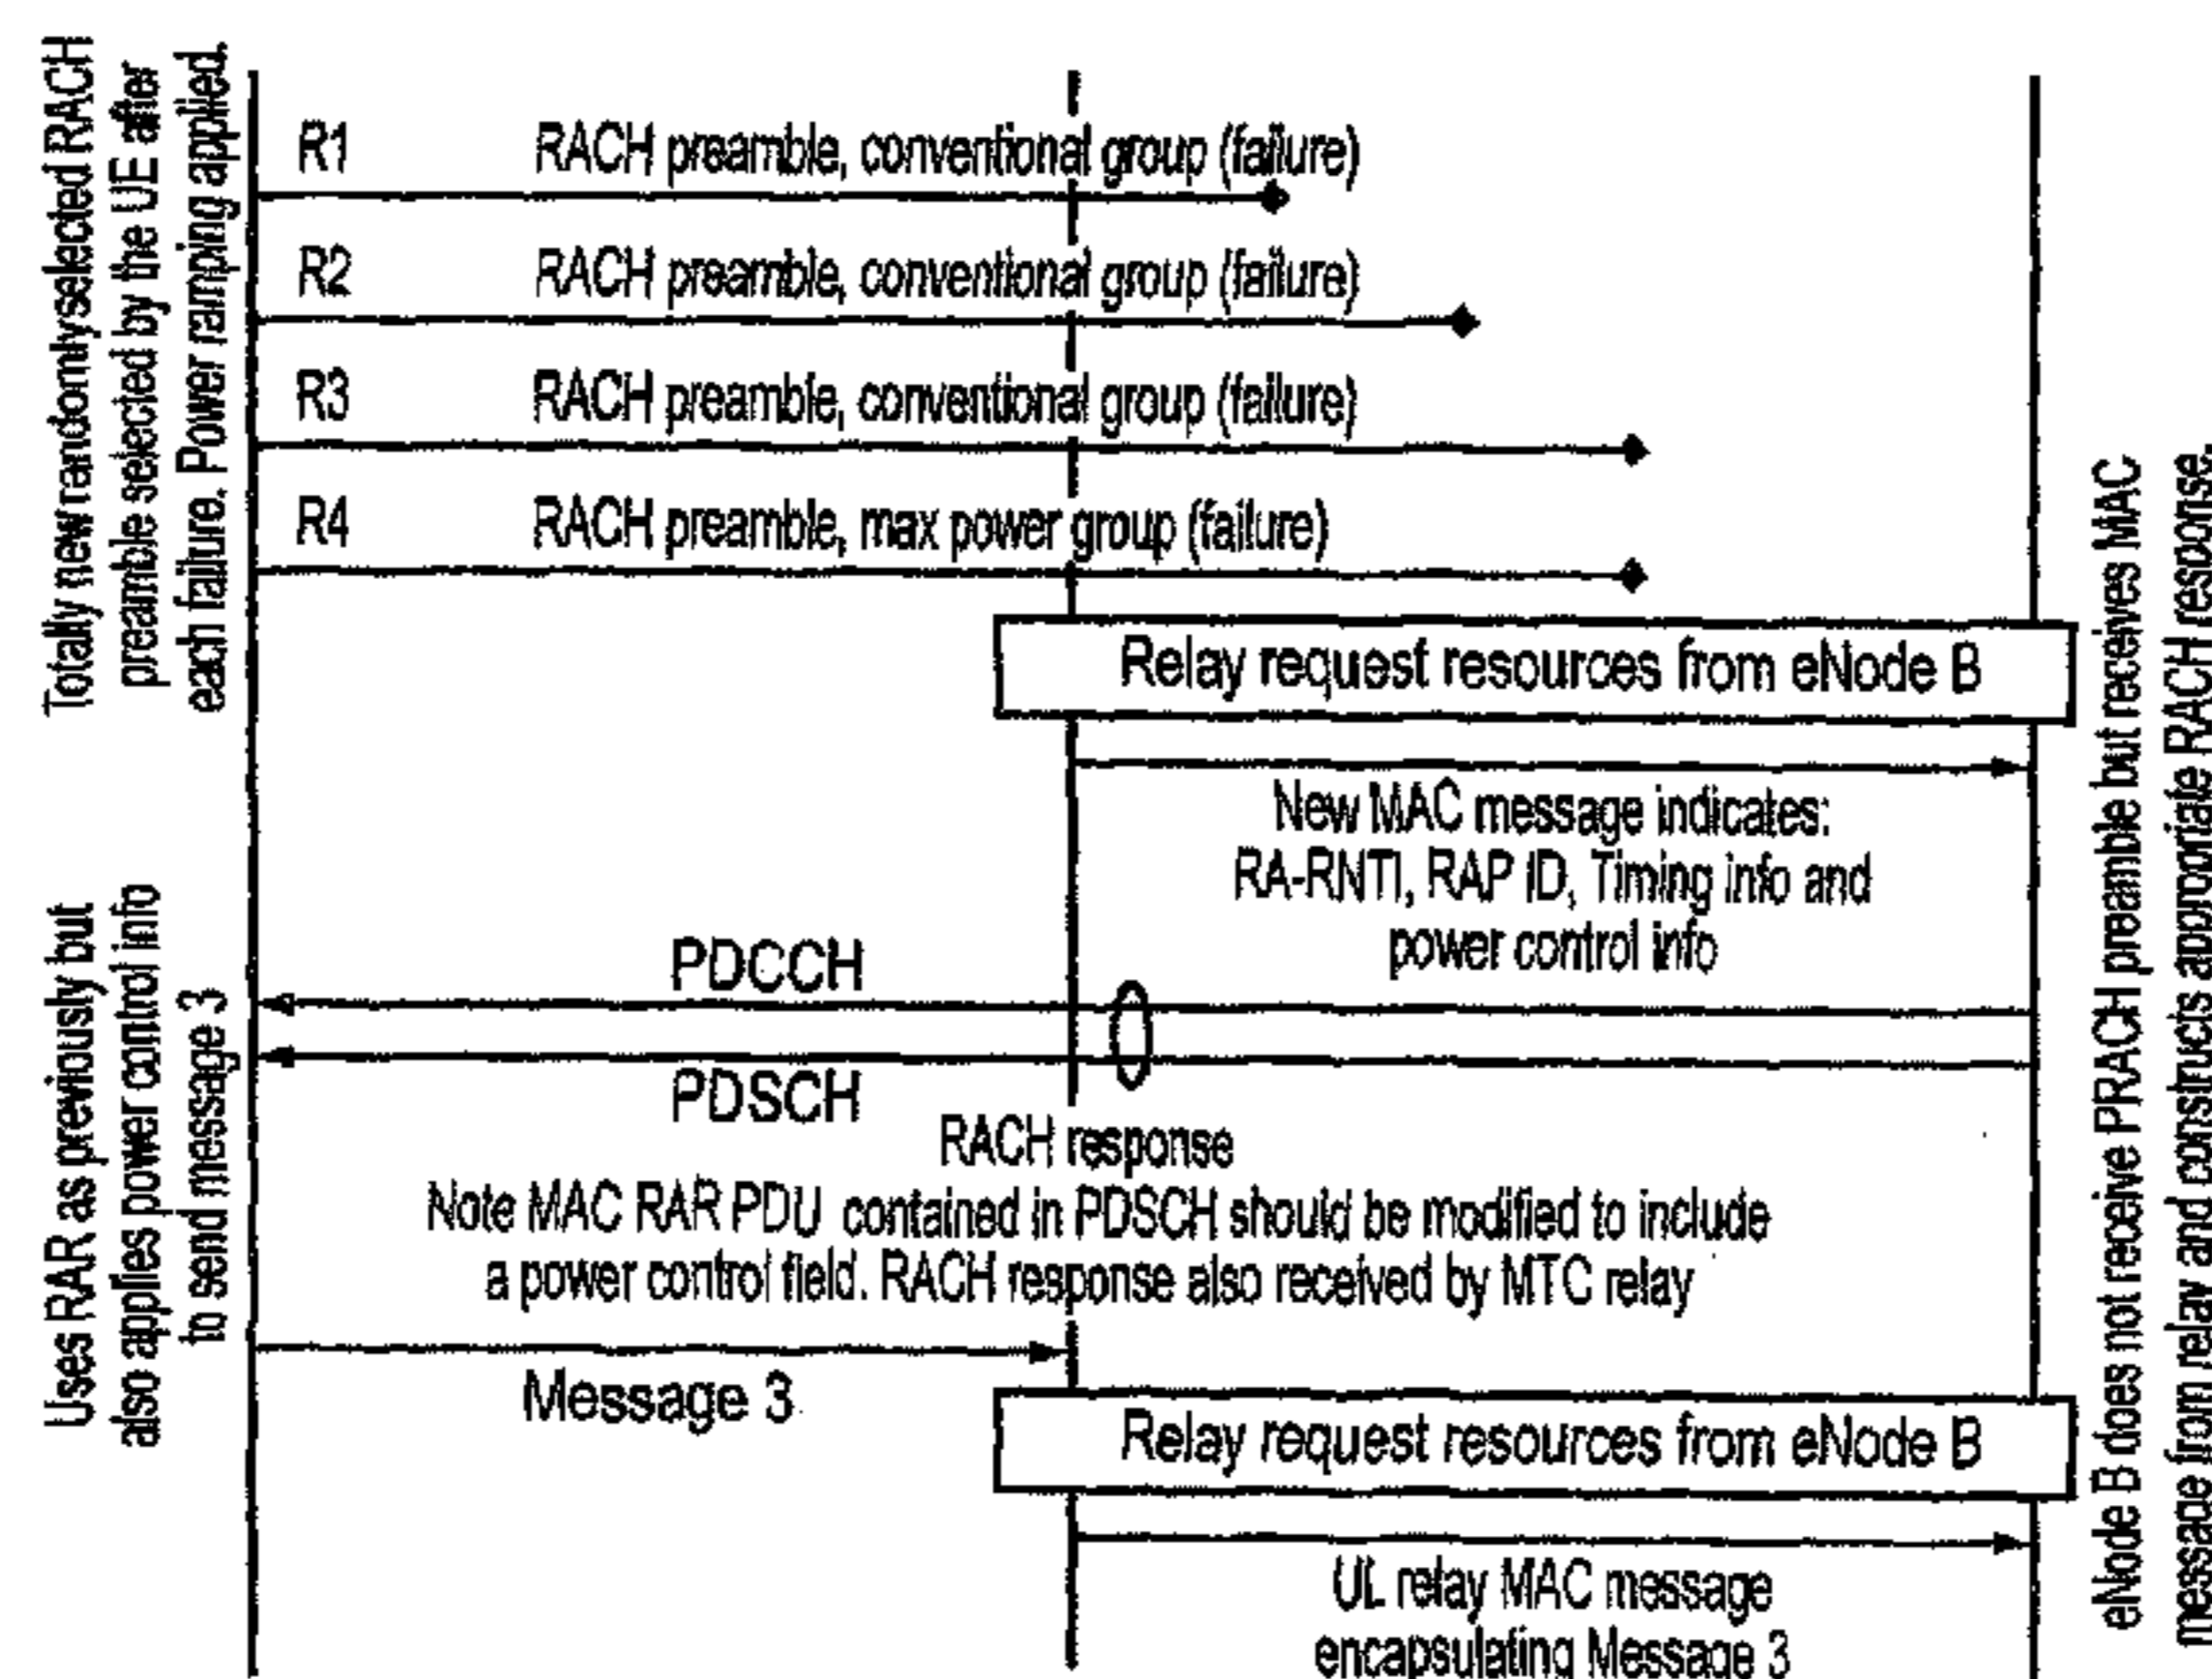 Totally new randomlyselected RACH
preamble selected by the UE after
each failure. Power ramping applied.
R1 RACH preamble, conventional group (failure)
R2 RACH preamble, conventional group (failure)
R3 RACH preamble, conventional group (failure)
R4 RACH preamble, max power group (failure)
Relay request resources from eNode B
New MAC message indicates:
RA-RNTI, RAP ID, Timing info and
power control info
PDCCH
PDSCH
RACH response
Note MAC RAR PDU contained in PDSCH should be modified to include
a power control field. RACH response also received by MTC relay
Uses RAR as previously but
also applies power control info
to send message 3
Message 3
Relay request resources from eNode B
UL relay MAC message
encapsulating Message 3
eNode B does not receive PRACH preamble but receives MAC
message from relay and constructs appropriate RACH response.